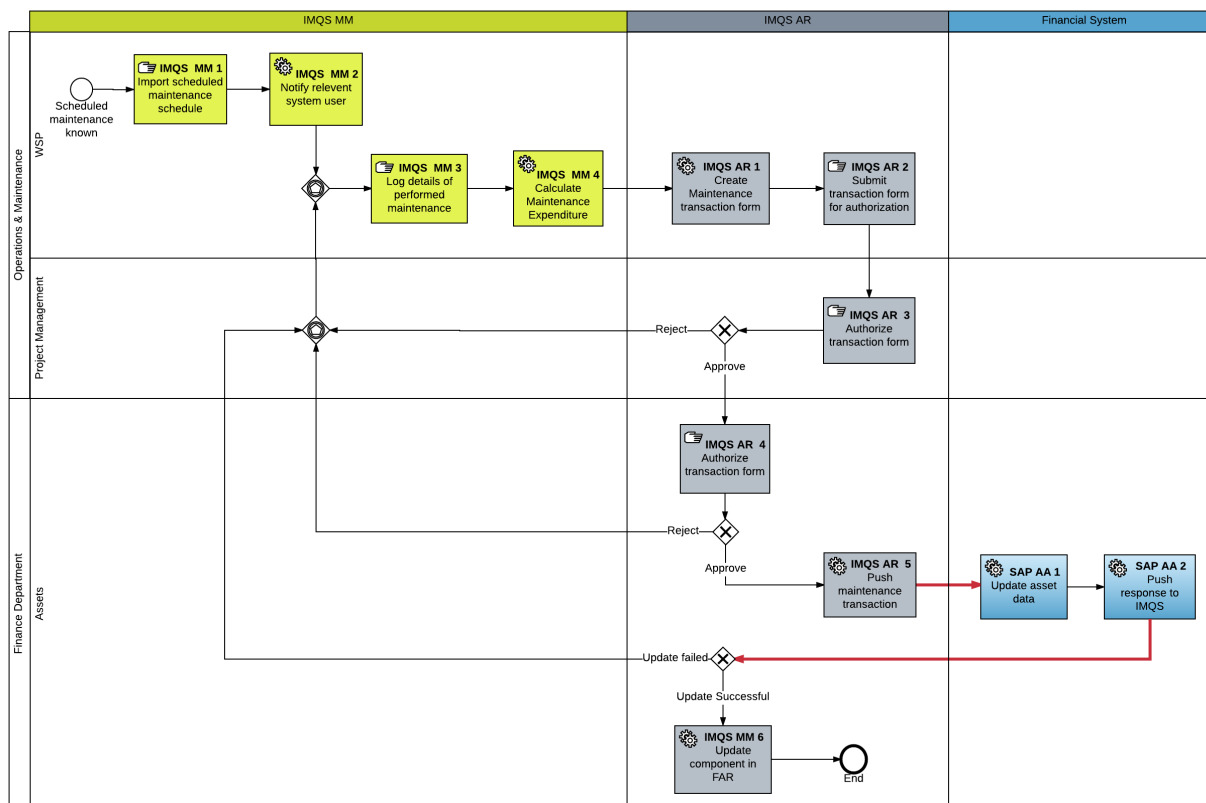 IMQS MM
IMQS AR
Financial System
Operations & Maintenance
WSP
Scheduled
maintenance
known
IMQS  MM 1
Import scheduled
maintenance
schedule
IMQS  MM 2
Notify relevent
system user
IMQS  MM 3
Log details of
performed
maintenance
IMQS  MM 4
Calculate
Maintenance
Expenditure
IMQS AR 1
Create
Maintenance
transaction form
IMQS AR 2
Submit
transaction form
for authorization
Project Management
IMQS AR  3
Authorize
transaction form
Reject
Approve
Finance Department
Assets
IMQS AR  4
Authorize
transaction form
Reject
Approve
IMQS AR  5
Push
maintenance
transaction
SAP AA 1
Update asset
data
SAP AA 2
Push
response to
IMQS
Update failed
Update Successful
IMQS MM 6
Update
component in
FAR
End